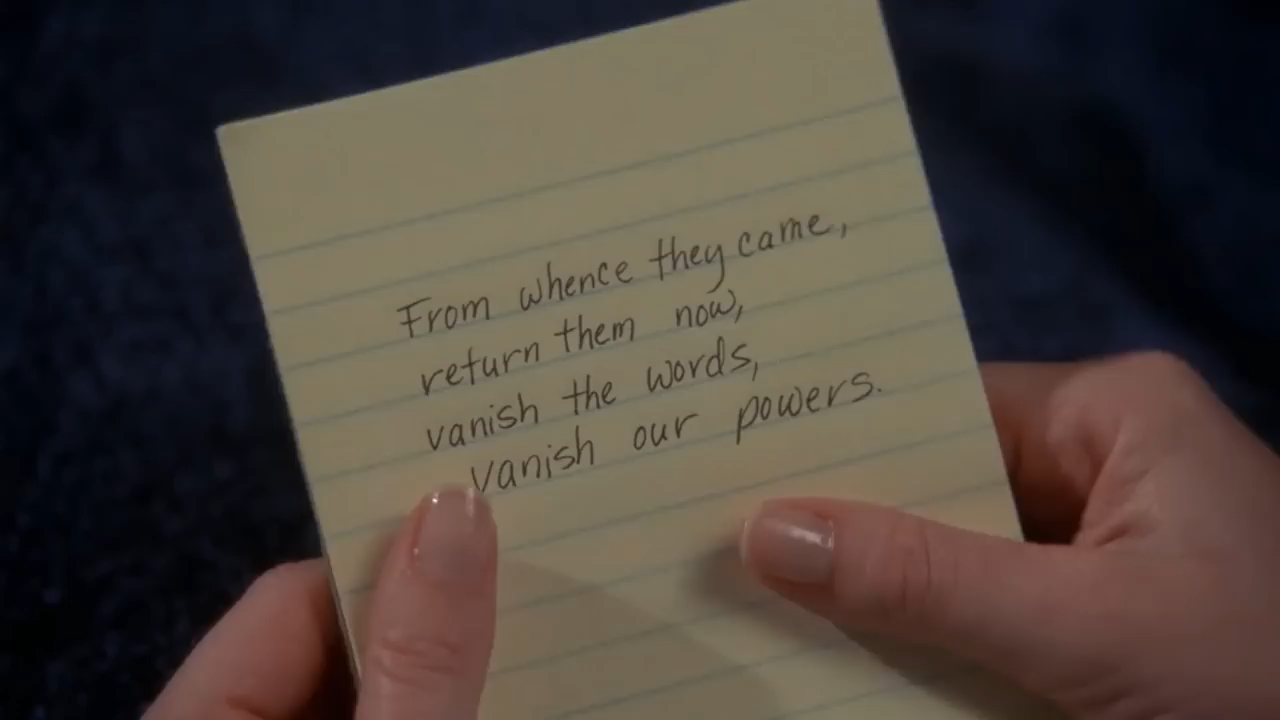 From whence they came,
return them now,
vanish the words,
vanish our powers.